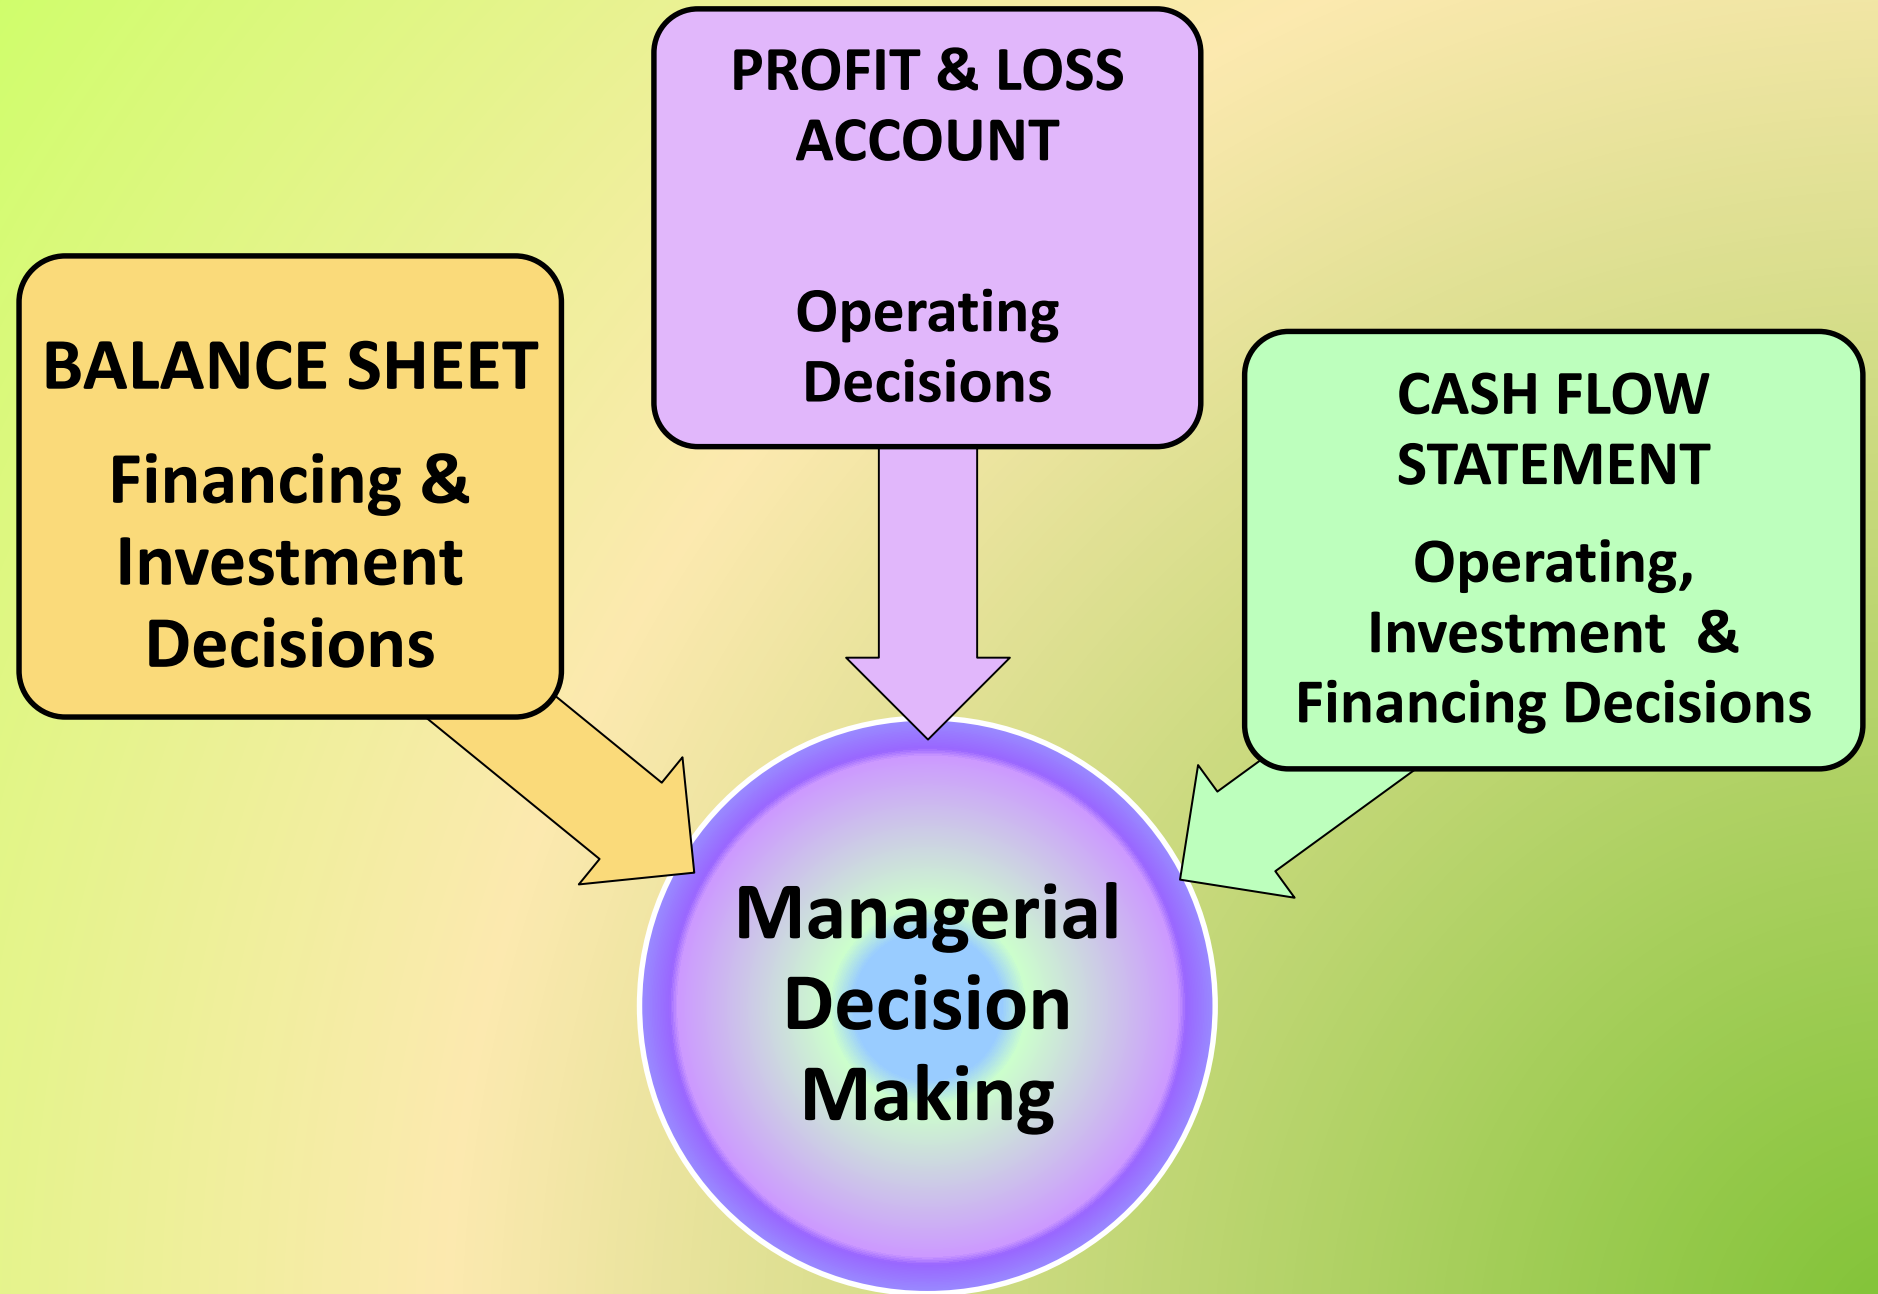 PROFIT & LOSS
ACCOUNT
Operating
Decisions
BALANCE SHEET
Financing &
Investment
Decisions
CASH FLOW
STATEMENT
Operating,
Investment  &
Financing Decisions
Managerial
Decision
Making